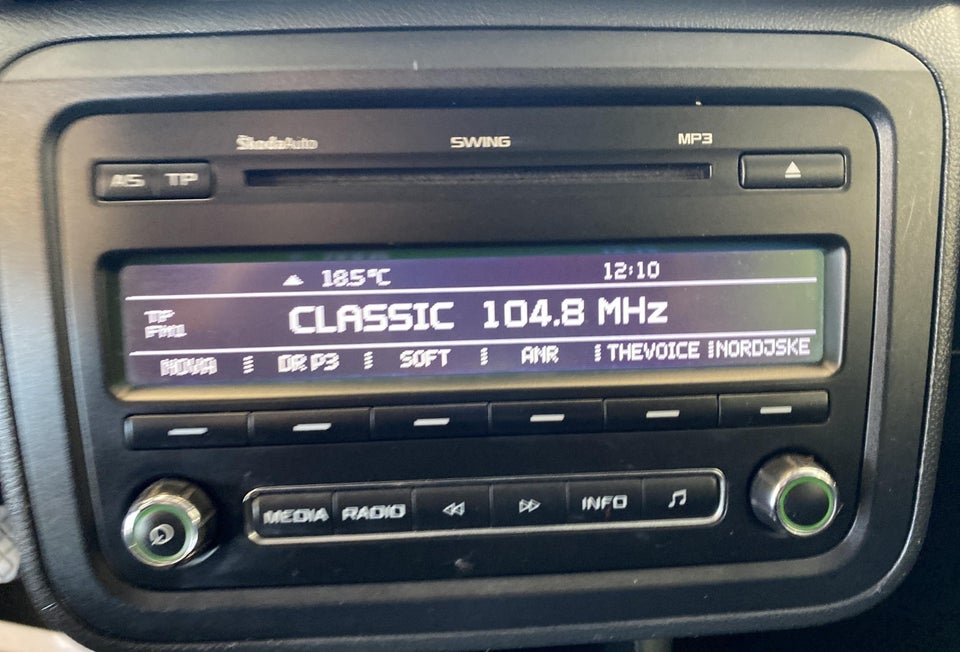 ŠkodaAuto SWING MP3
AS TP
18.5°C 12:10
TP
FM1
CLASSIC 104.8 MHz
NOVA DR P3 SOFT ANR THEVOICE NORDJSKE
MEDIA RADIO INFO